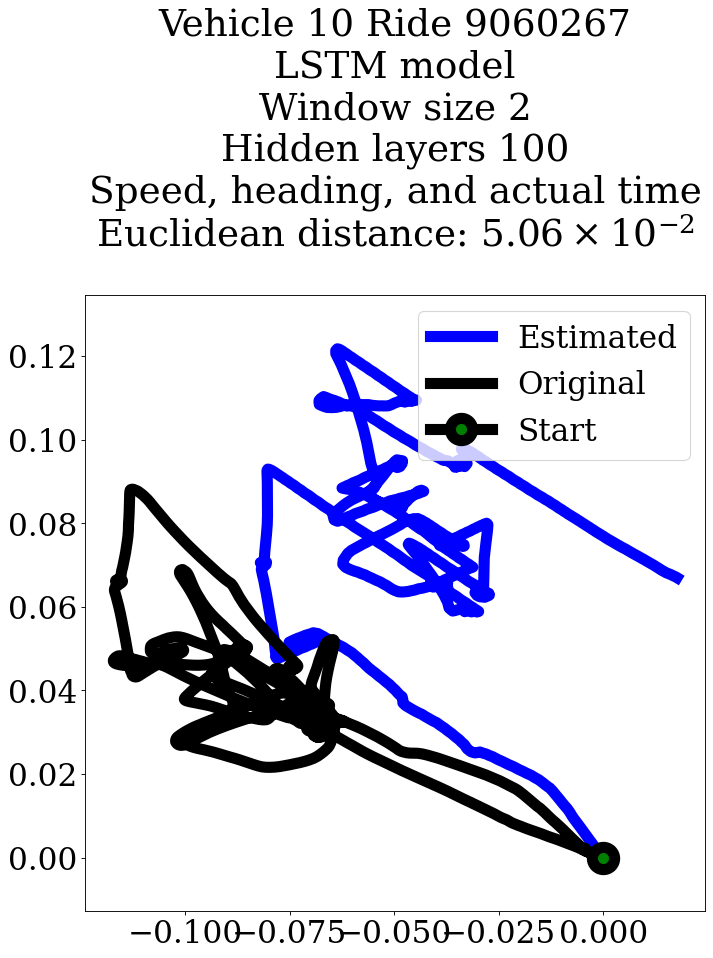 Vehicle 10 Ride 9060267
LSTM model
Window size 2
Hidden layers 100
Speed, heading, and actual time
Euclidean distance: 5.06 × 10⁻²
Estimated
Original
Start
0.12
0.10
0.08
0.06
0.04
0.02
0.00
−0.100 −0.075 −0.050 −0.025 0.000